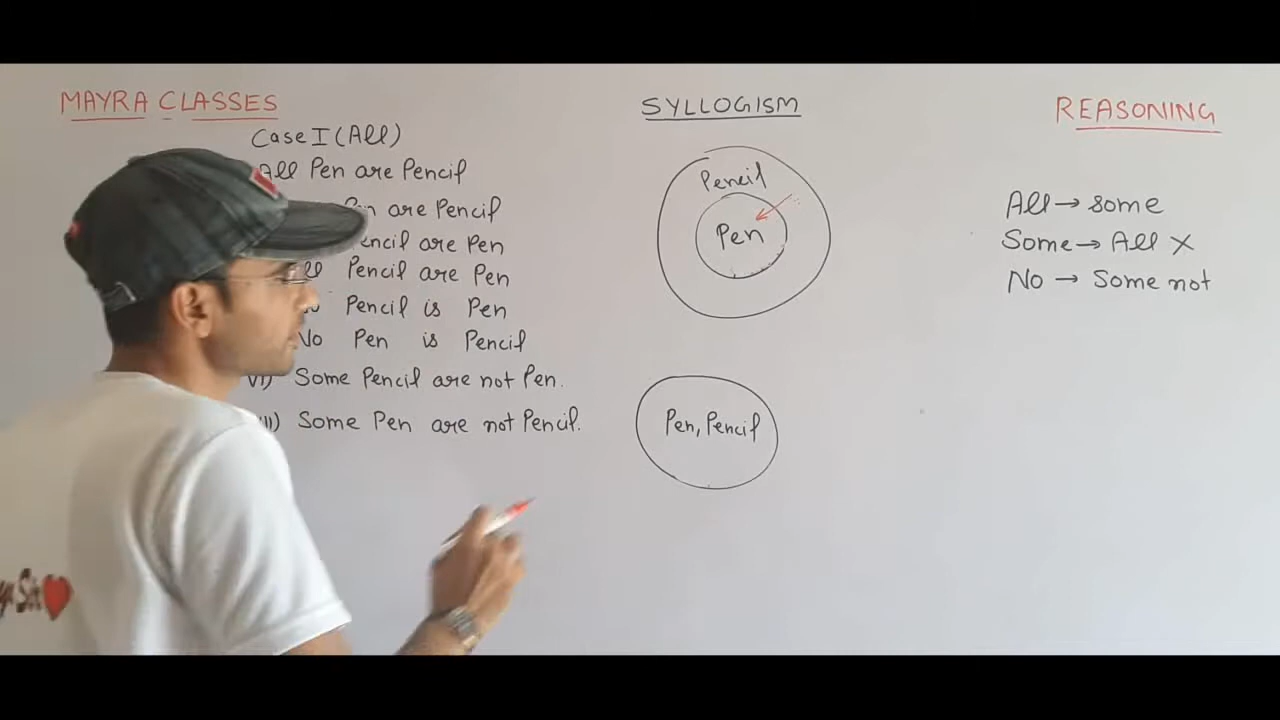 MAYRA CLASSES
SYLLOGISM
REASONING
Case I (All)
All Pen are Pencil
are Pencil
are Pen
Pencil are Pen
Pencil is Pen
No Pen is Pencil
VI) Some Pencil are not Pen.
Some Pen are not Pencil.
Pencil
Pen
Pen, Pencil
All → some
Some → All X
No → Some not